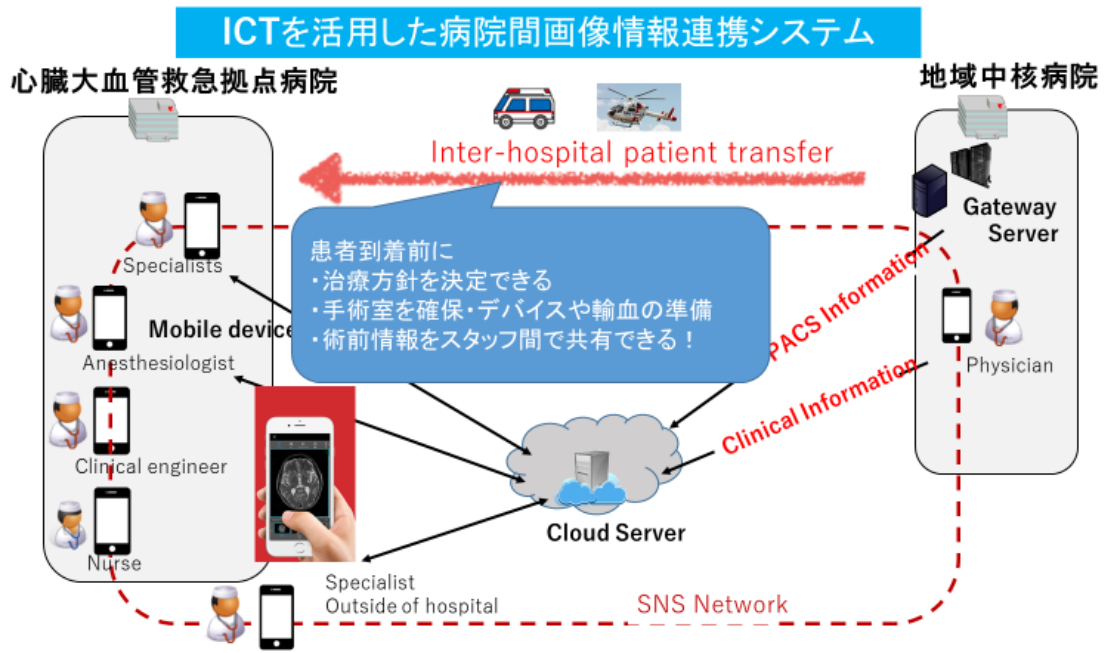 ICTを活用した病院間画像情報連携システム
心臓大血管救急拠点病院
地域中核病院
Inter-hospital patient transfer
Gateway
Server
患者到着前に
・治療方針を決定できる
・手術室を確保・デバイスや輸血の準備
・術前情報をスタッフ間で共有できる！
Specialists
Mobile device
Anesthesiologist
PACS Information
Physician
Clinical Information
Clinical engineer
Cloud Server
Nurse
Specialist
Outside of hospital
SNS Network